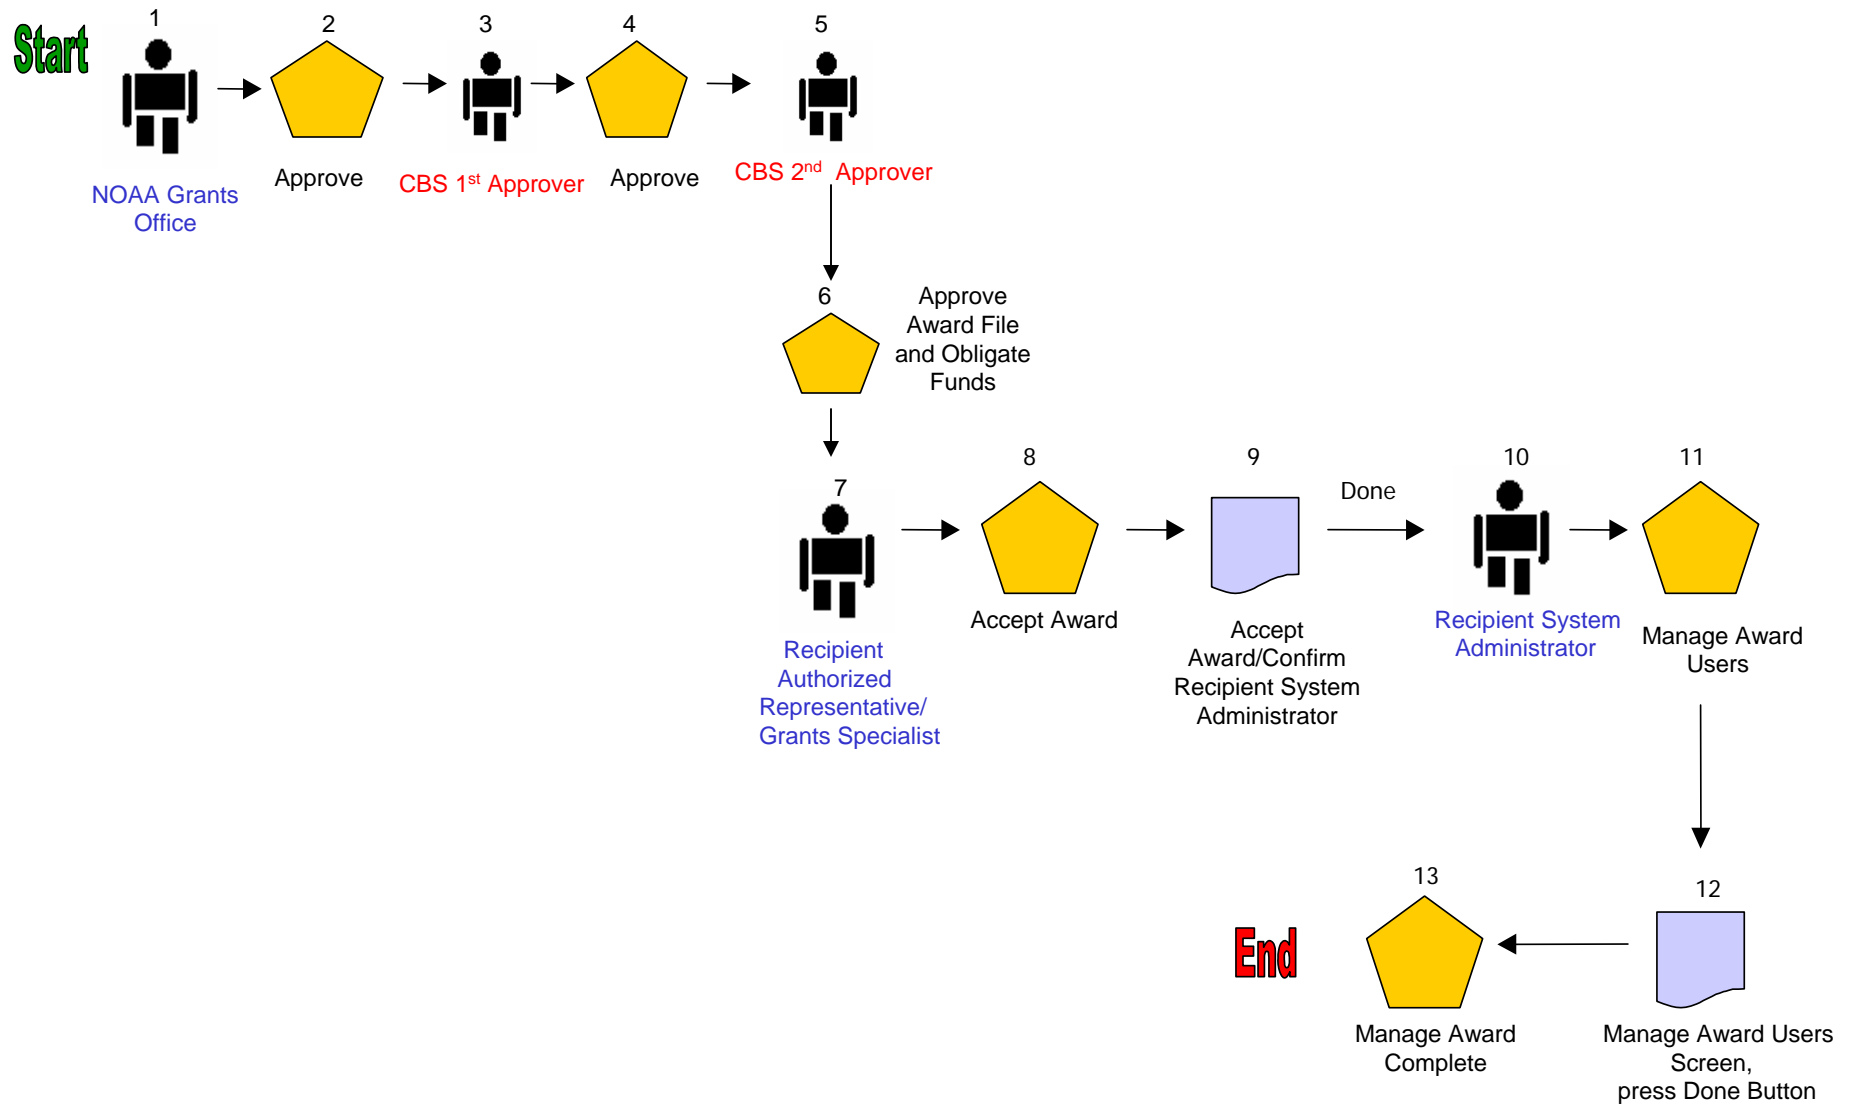 Start
1
NOAA Grants
Office
2
Approve
3
CBS 1st Approver
4
Approve
5
CBS 2nd Approver
6
Approve
Award File
and Obligate
Funds
7
Recipient
Authorized
Representative/
Grants Specialist
8
Accept Award
9
Accept
Award/Confirm
Recipient System
Administrator
Done
10
Recipient System
Administrator
11
Manage Award
Users
12
Manage Award Users
Screen,
press Done Button
13
Manage Award
Complete
End